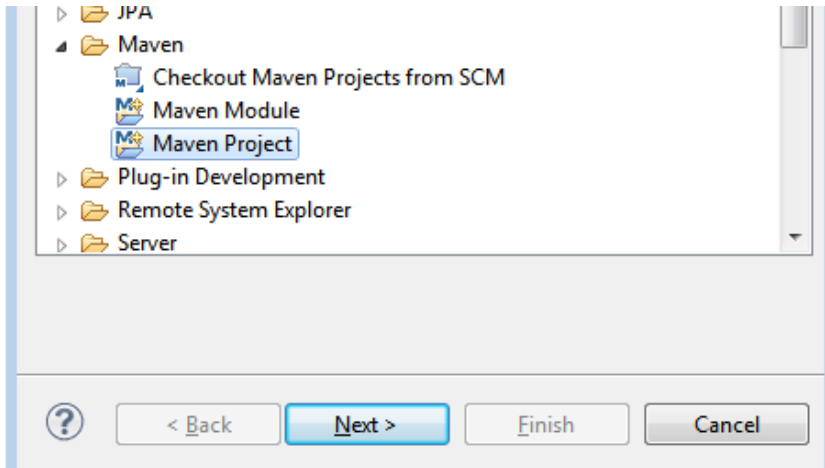 JPA
Maven
Checkout Maven Projects from SCM
Maven Module
Maven Project
Plug-in Development
Remote System Explorer
Server
< Back Next > Finish Cancel